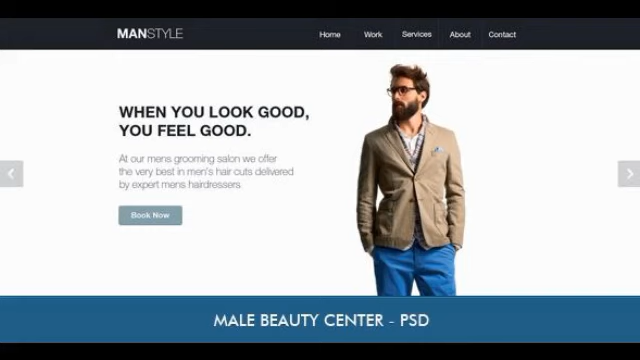 MANSTYLE
Home Work Services About Contact
WHEN YOU LOOK GOOD,
YOU FEEL GOOD.
At our mens grooming salon we offer
the very best in men's hair cuts delivered
by expert mens hairdressers
Book Now
MALE BEAUTY CENTER - PSD